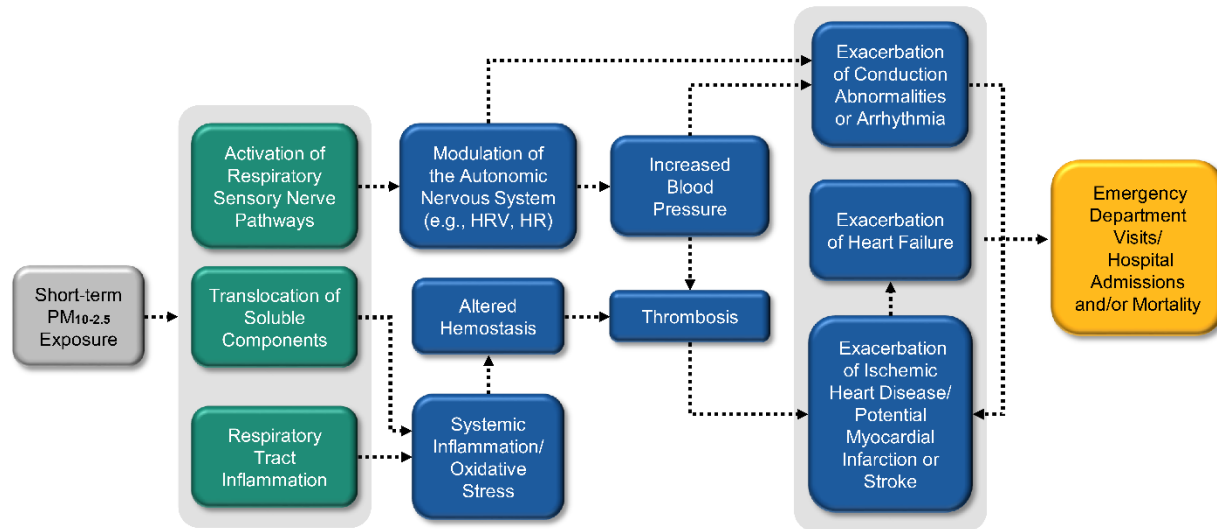 Short-term
PM10-2.5
Exposure
Activation of
Respiratory
Sensory Nerve
Pathways
Translocation of
Soluble
Components
Respiratory
Tract
Inflammation
Modulation of
the Autonomic
Nervous System
(e.g., HRV, HR)
Altered
Hemostasis
Systemic
Inflammation/
Oxidative
Stress
Increased
Blood
Pressure
Thrombosis
Exacerbation
of Conduction
Abnormalities
or Arrhythmia
Exacerbation
of Heart Failure
Exacerbation
of Ischemic
Heart Disease/
Potential
Myocardial
Infarction or
Stroke
Emergency
Department
Visits/
Hospital
Admissions
and/or Mortality